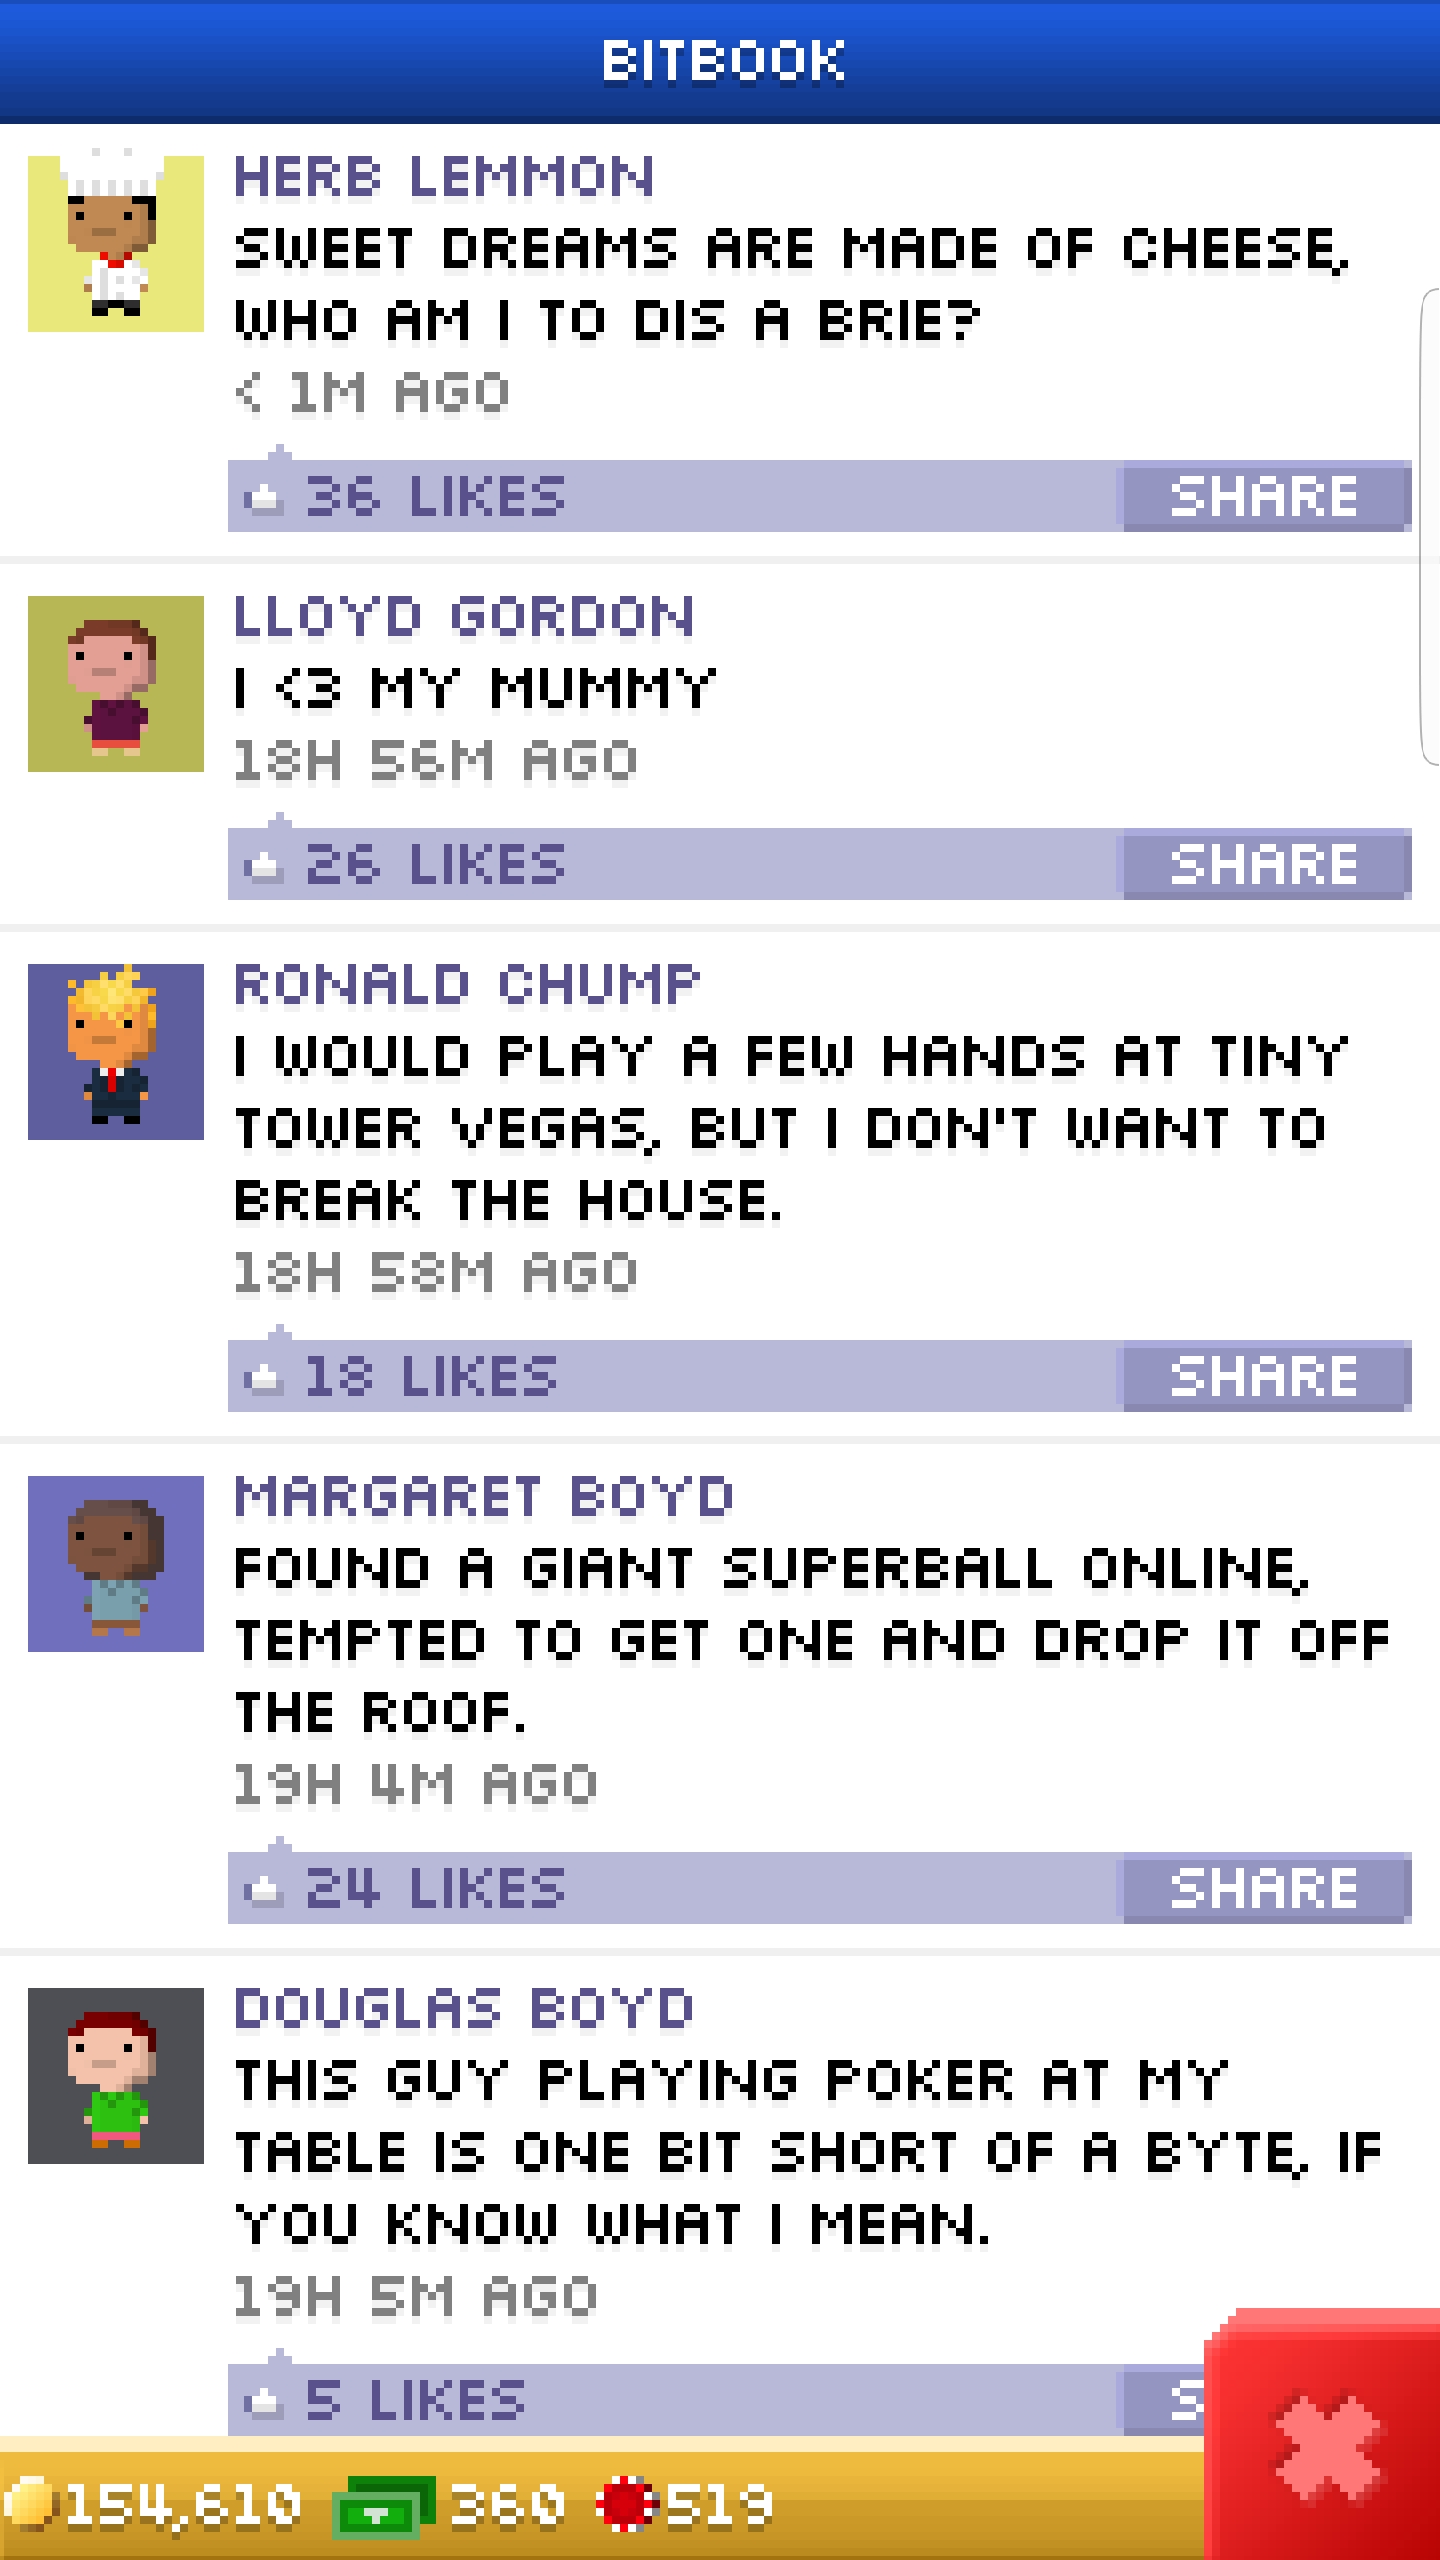 BITBOOK
HERB LEMMON
SWEET DREAMS ARE MADE OF CHEESE,
WHO AM I TO DIS A BRIE?
< 1M AGO
36 LIKES
SHARE
LLOYD GORDON
I <3 MY MUMMY
18H 56M AGO
26 LIKES
SHARE
RONALD CHUMP
I WOULD PLAY A FEW HANDS AT TINY
TOWER VEGAS, BUT I DON'T WANT TO
BREAK THE HOUSE.
18H 58M AGO
18 LIKES
SHARE
MARGARET BOYD
FOUND A GIANT SUPERBALL ONLINE,
TEMPTED TO GET ONE AND DROP IT OFF
THE ROOF.
19H 4M AGO
24 LIKES
SHARE
DOUGLAS BOYD
THIS GUY PLAYING POKER AT MY
TABLE IS ONE BIT SHORT OF A BYTE, IF
YOU KNOW WHAT I MEAN.
19H 5M AGO
5 LIKES
S
154,610 360 519